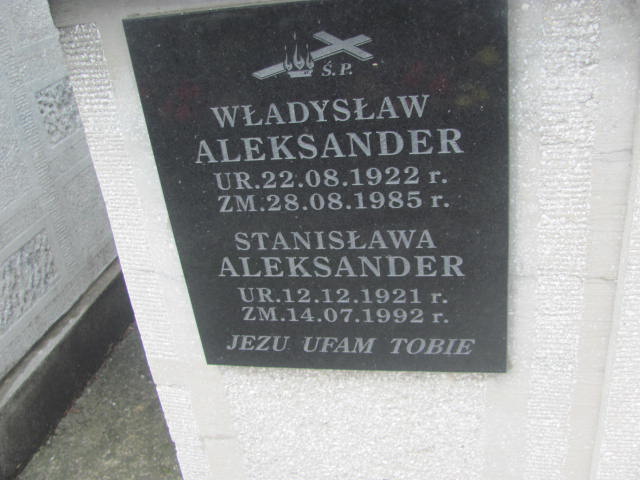 Ś.P.
WŁADYSŁAW
ALEKSANDER
UR.22.08.1922 r.
ZM.28.08.1985 r.
STANISŁAWA
ALEKSANDER
UR.12.12.1921 r.
ZM.14.07.1992 r.
JEZU UFAM TOBIE